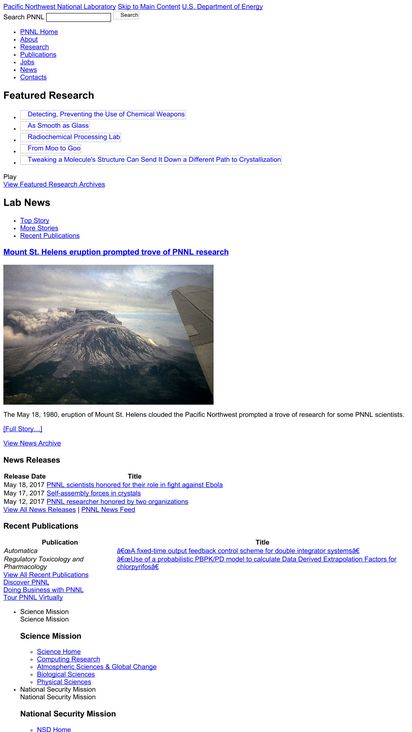 Pacific Northwest National Laboratory Skip to Main Content U.S. Department of Energy
Search PNNL Search
PNNL Home
About
Research
Publications
Jobs
News
Contacts
Featured Research
Detecting, Preventing the Use of Chemical Weapons
As Smooth as Glass
Radiochemical Processing Lab
From Moo to Goo
Tweaking a Molecule's Structure Can Send It Down a Different Path to Crystallization
Play
View Featured Research Archives
Lab News
Top Story
More Stories
Recent Publications
Mount St. Helens eruption prompted trove of PNNL research
The May 18, 1980, eruption of Mount St. Helens clouded the Pacific Northwest prompted a trove of research for some PNNL scientists.
[Full Story....]
View News Archive
News Releases
Release Date Title
May 18, 2017 PNNL scientists honored for their role in fight against Ebola
May 17, 2017 Self-assembly forces in crystals
May 12, 2017 PNNL researcher honored by two organizations
View All News Releases | PNNL News Feed
Recent Publications
Publication Title
Automatica â€œA fixed-time output feedback control scheme for double integrator systemsâ€
Regulatory Toxicology and â€œUse of a probabilistic PBPK/PD model to calculate Data Derived Extrapolation Factors for
Pharmacology chlorpyrifosâ€
View All Recent Publications
Discover PNNL
Doing Business with PNNL
Tour PNNL Virtually
Science Mission
Science Mission
Science Mission
Science Home
Computing Research
Atmospheric Sciences & Global Change
Biological Sciences
Physical Sciences
National Security Mission
National Security Mission
National Security Mission
NSD Home